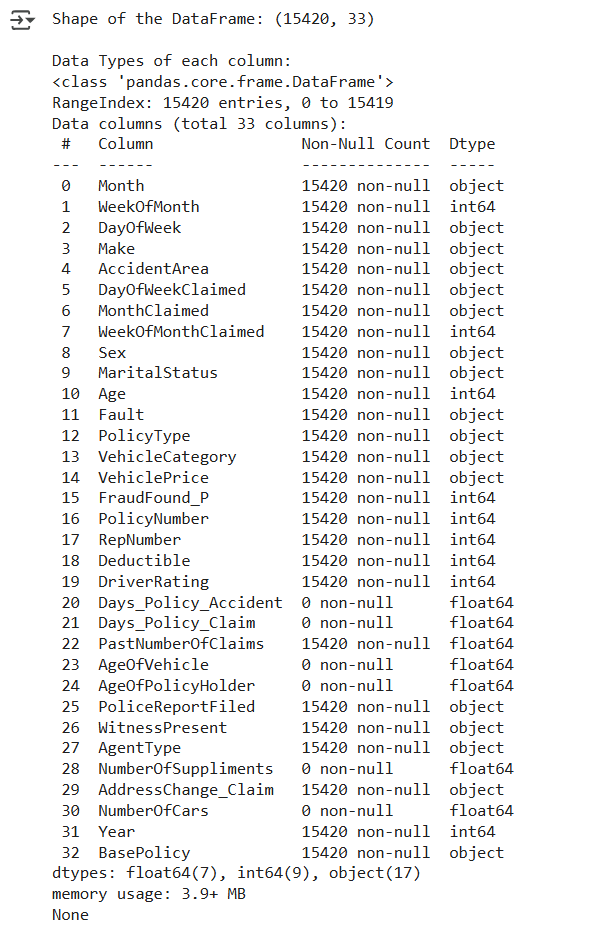 Shape of the DataFrame: (15420, 33)
Data Types of each column:
<class 'pandas.core.frame.DataFrame'>
RangeIndex: 15420 entries, 0 to 15419
Data columns (total 33 columns):
 #   Column                Non-Null Count  Dtype
---  ------                --------------  -----
 0   Month                 15420 non-null  object
 1   WeekOfMonth           15420 non-null  int64
 2   DayOfWeek             15420 non-null  object
 3   Make                  15420 non-null  object
 4   AccidentArea          15420 non-null  object
 5   DayOfWeekClaimed      15420 non-null  object
 6   MonthClaimed          15420 non-null  object
 7   WeekOfMonthClaimed    15420 non-null  int64
 8   Sex                   15420 non-null  object
 9   MaritalStatus         15420 non-null  object
 10  Age                   15420 non-null  int64
 11  Fault                 15420 non-null  object
 12  PolicyType            15420 non-null  object
 13  VehicleCategory       15420 non-null  object
 14  VehiclePrice          15420 non-null  object
 15  FraudFound_P          15420 non-null  int64
 16  PolicyNumber          15420 non-null  int64
 17  RepNumber             15420 non-null  int64
 18  Deductible            15420 non-null  int64
 19  DriverRating          15420 non-null  int64
 20  Days_Policy_Accident  0 non-null      float64
 21  Days_Policy_Claim     0 non-null      float64
 22  PastNumberOfClaims    15420 non-null  float64
 23  AgeOfVehicle          0 non-null      float64
 24  AgeOfPolicyHolder     0 non-null      float64
 25  PoliceReportFiled     15420 non-null  object
 26  WitnessPresent        15420 non-null  object
 27  AgentType             15420 non-null  object
 28  NumberOfSuppliments   0 non-null      float64
 29  AddressChange_Claim   15420 non-null  object
 30  NumberOfCars          0 non-null      float64
 31  Year                  15420 non-null  int64
 32  BasePolicy            15420 non-null  object
dtypes: float64(7), int64(9), object(17)
memory usage: 3.9+ MB
None